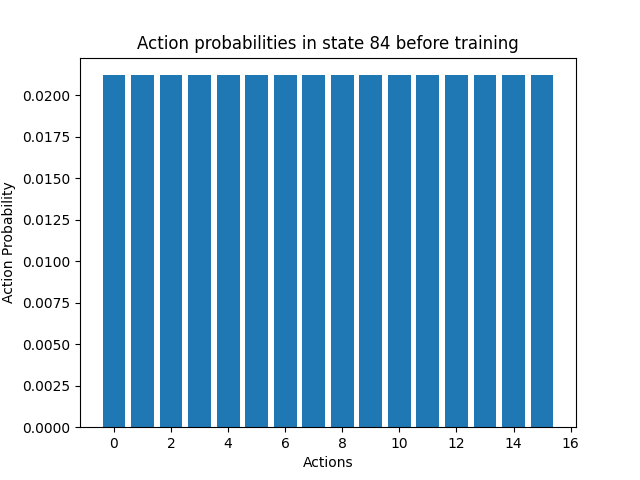 Action probabilities in state 84 before training
0.0200
0.0175
0.0150
0.0125
0.0100
0.0075
0.0050
0.0025
0.0000
Action Probability
0 2 4 6 8 10 12 14 16
Actions